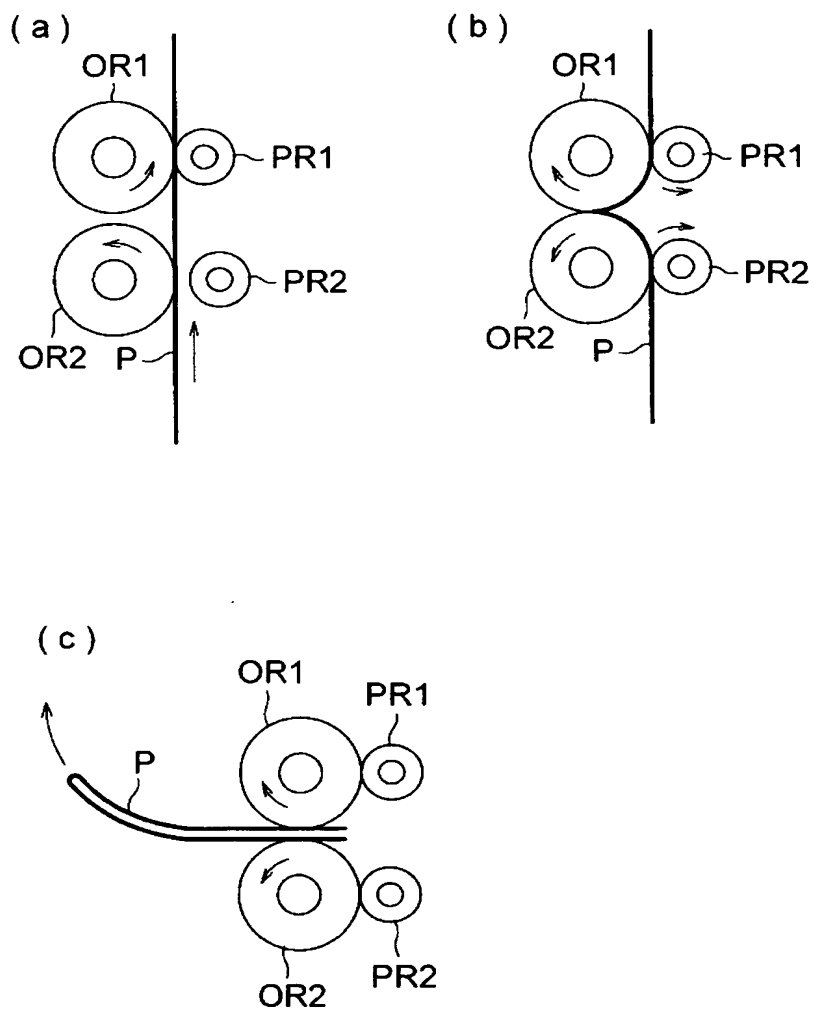 ( a )
OR1
PR1
PR2
OR2
P
( b )
OR1
PR1
PR2
OR2
P
( c )
OR1
PR1
P
PR2
OR2